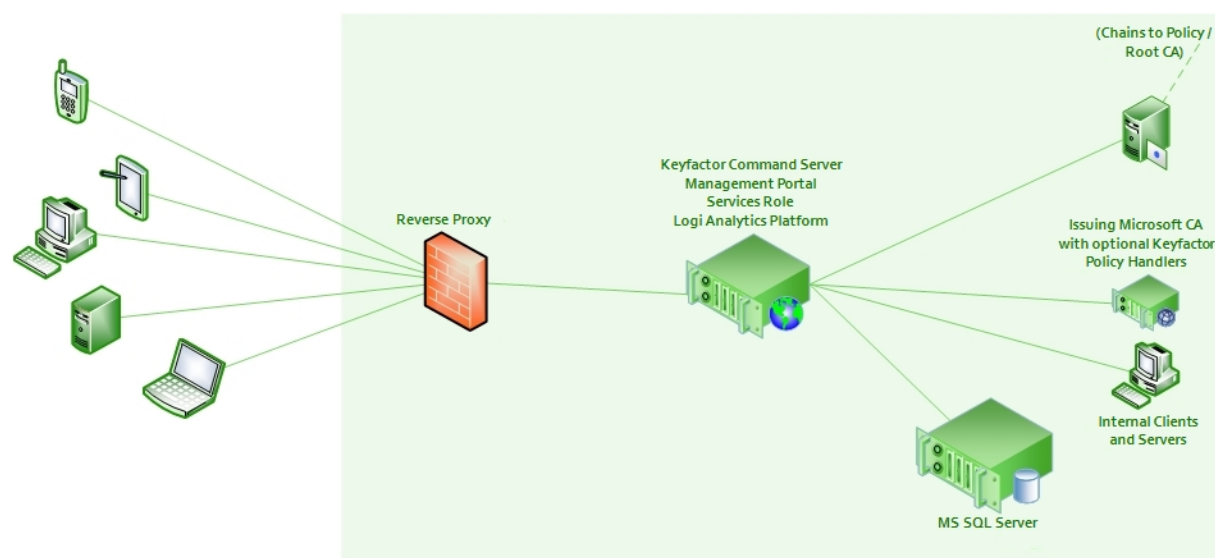 (Chains to Policy /
Root CA)
Keyfactor Command Server
Management Portal
Services Role
Logi Analytics Platform
Reverse Proxy
Issuing Microsoft CA
with optional Keyfactor
Policy Handlers
Internal Clients
and Servers
MS SQL Server